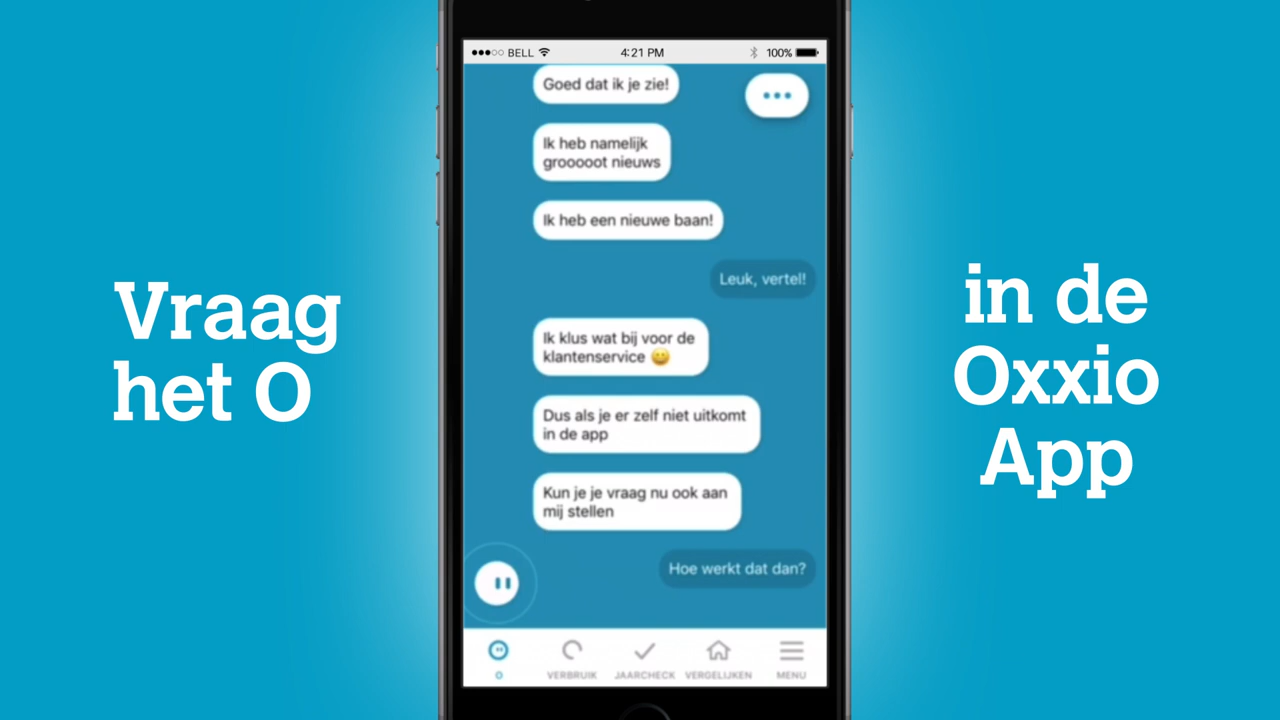 Vraag
het O
BELL
4:21 PM
100%
Goed dat ik je zie!
Ik heb namelijk
grooooot nieuws
Ik heb een nieuwe baan!
Leuk, vertel!
Ik klus wat bij voor de
klantenservice 😀
Dus als je er zelf niet uitkomt
in de app
Kun je je vraag nu ook aan
mij stellen
Hoe werkt dat dan?
O
VERBRUIK
JAARCHECK
VERGELIJKEN
MENU
in de
Oxxio
App